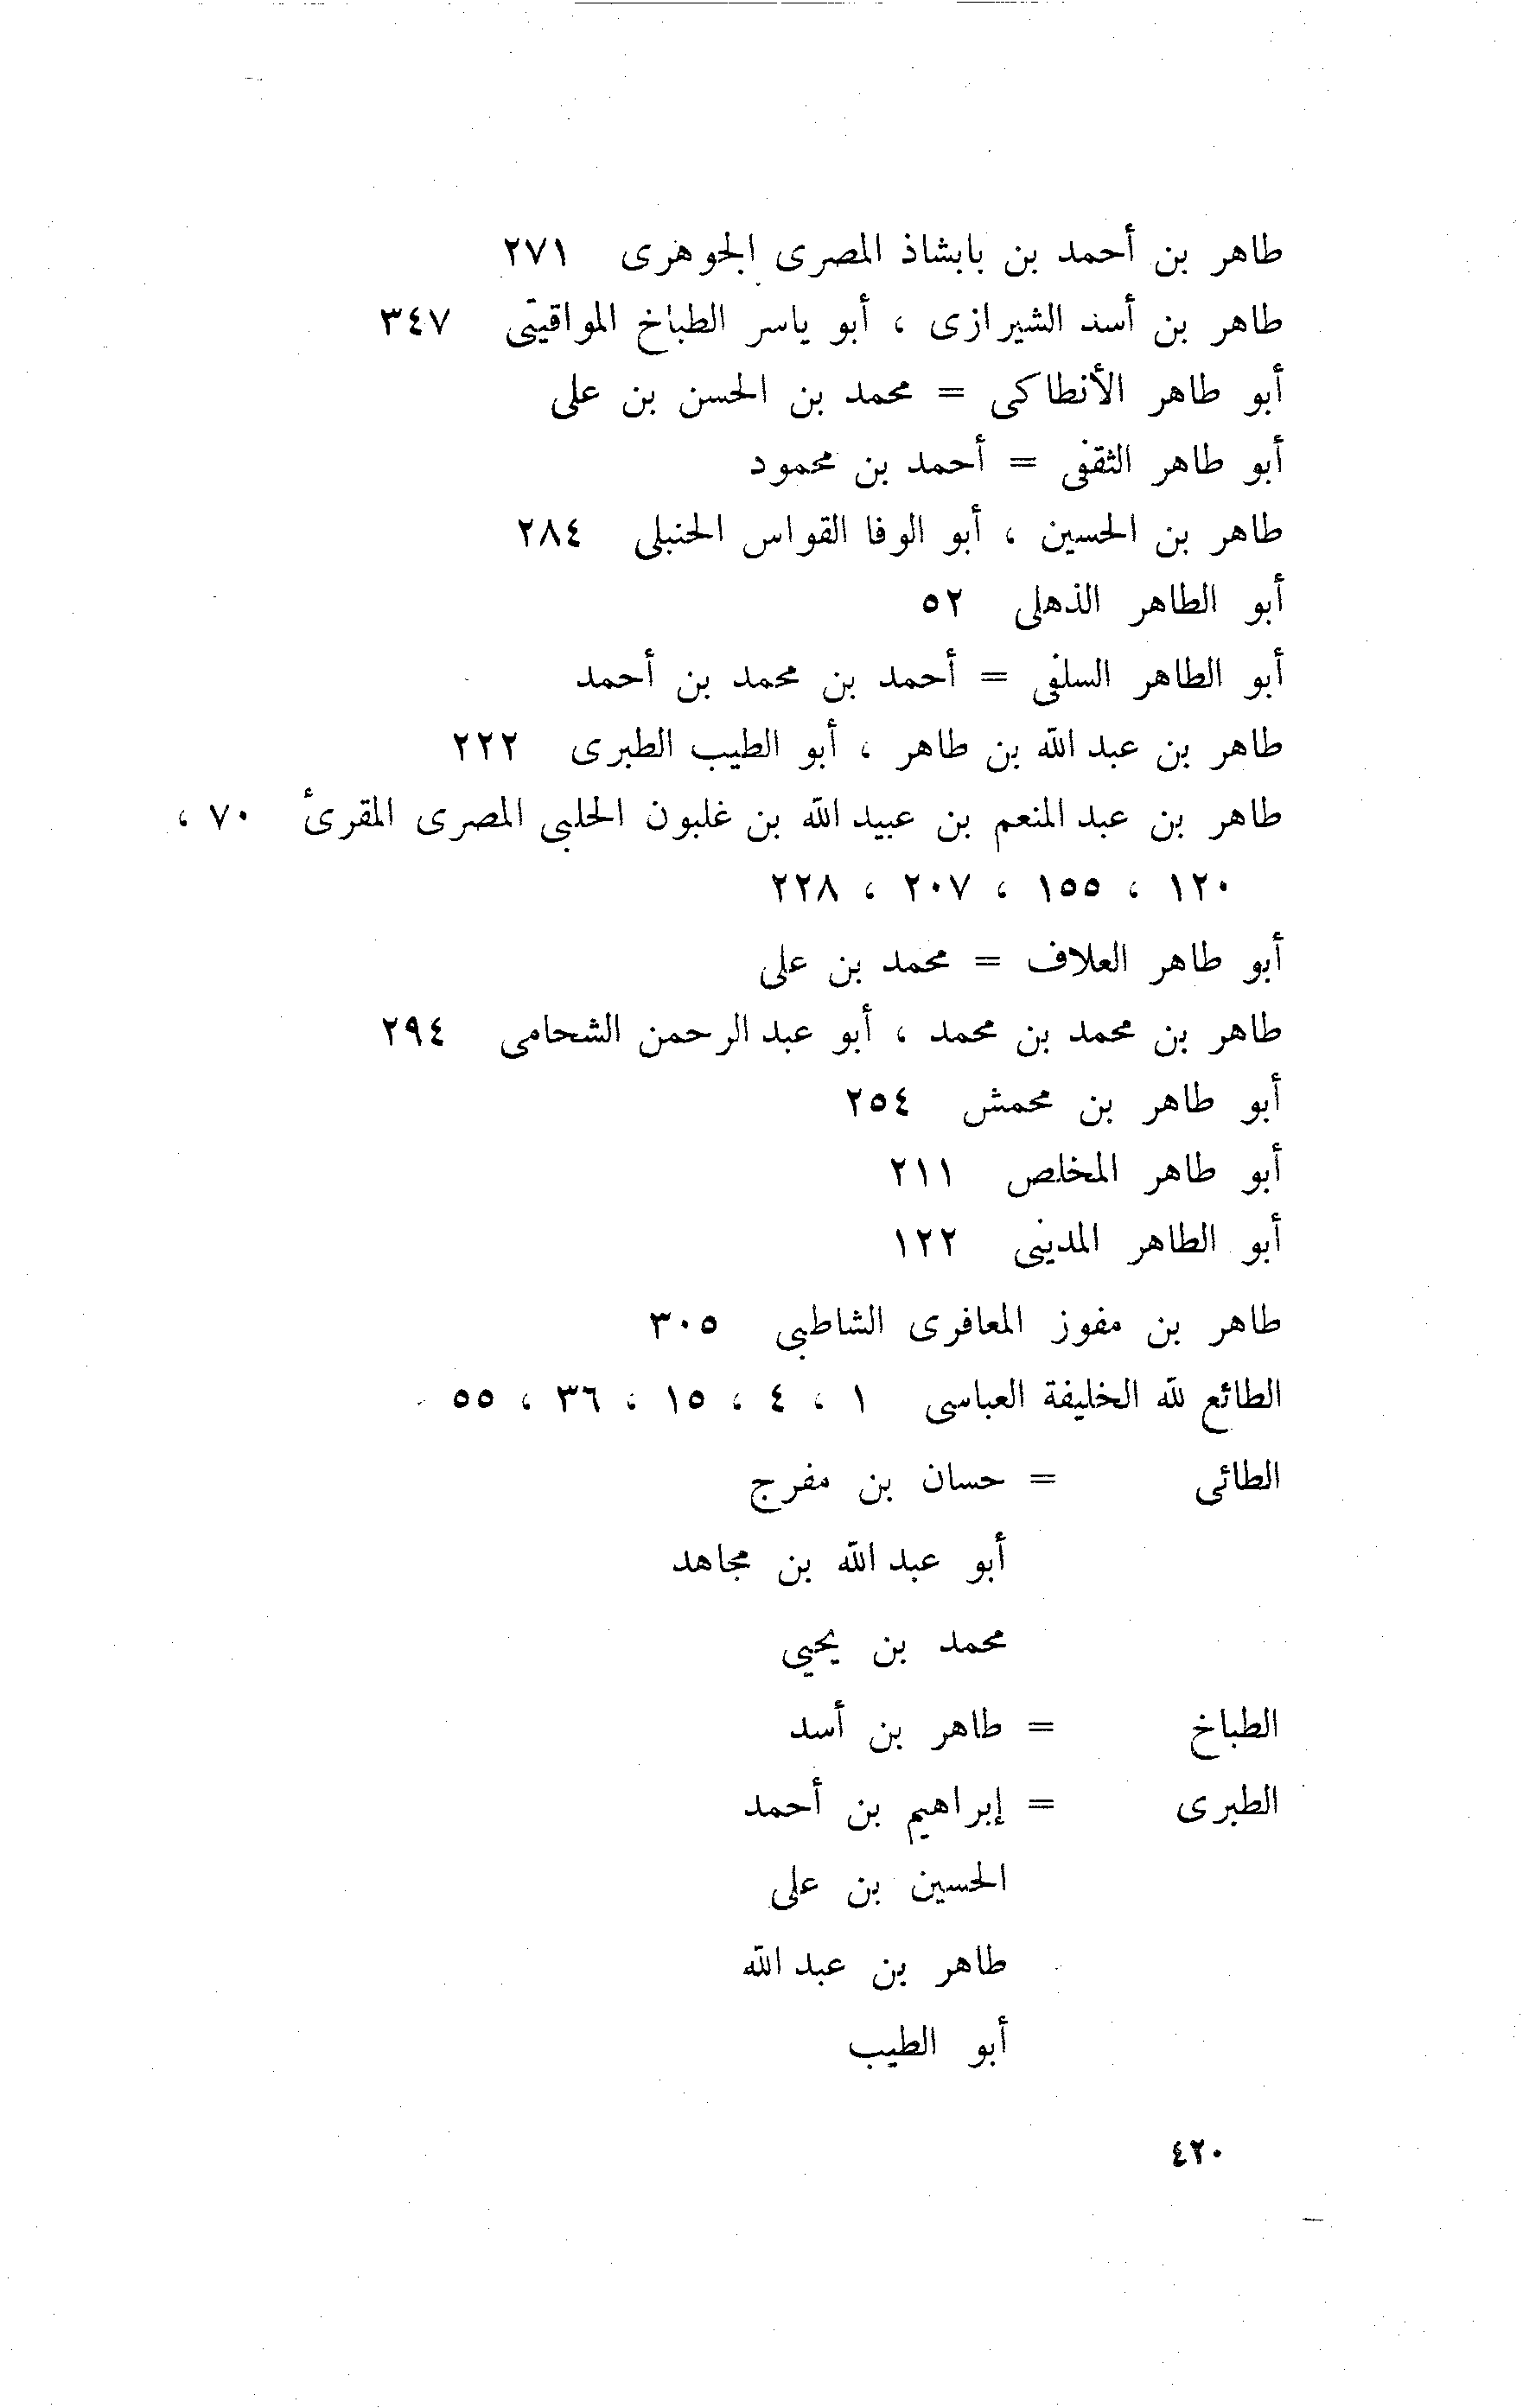 طاهر بن أحمد بن بابشاذ المصرى الجوهرى ٢٧١
طاهر بن أسد الشيرازى ، أبو ياسر الطباخ المواقيتى ٣٤٧
أبو طاهر الأنطاكى = محمد بن الحسن بن على
أبو طاهر الثقفى = أحمد بن محمود
طاهر بن الحسين ، أبو الوفا القواس الحنبلى ٢٨٤
أبو الطاهر الذهلى ٥٢
أبو الطاهر السلفى = أحمد بن محمد بن أحمد
طاهر بن عبد الله بن طاهر ، أبو الطيب الطبرى ٢٢٢
طاهر بن عبد المنعم بن عبيد الله بن غلبون الحلبى المصرى المقرئ ٧٠ ،
١٢٠ ، ١٥٥ ، ٢٠٧ ، ٢٢٨
أبو طاهر العلاف = محمد بن على
طاهر بن محمد بن محمد ، أبو عبد الرحمن الشحامى ٢٩٤
أبو طاهر بن محمش ٢٥٤
أبو طاهر المخلص ٢١١
أبو الطاهر المدينى ١٢٢
طاهر بن مفوز المعافرى الشاطبى ٣٠٥
الطائع لله الخليفة العباسى ١ ، ٤ ، ١٥ ، ٣٦ ، ٥٥
الطائى = حسان بن مفرج
أبو عبد الله بن مجاهد
محمد بن يحيى
الطباخ = طاهر بن أسد
الطبرى = إبراهيم بن أحمد
الحسين بن على
طاهر بن عبد الله
أبو الطيب
٤٢٠